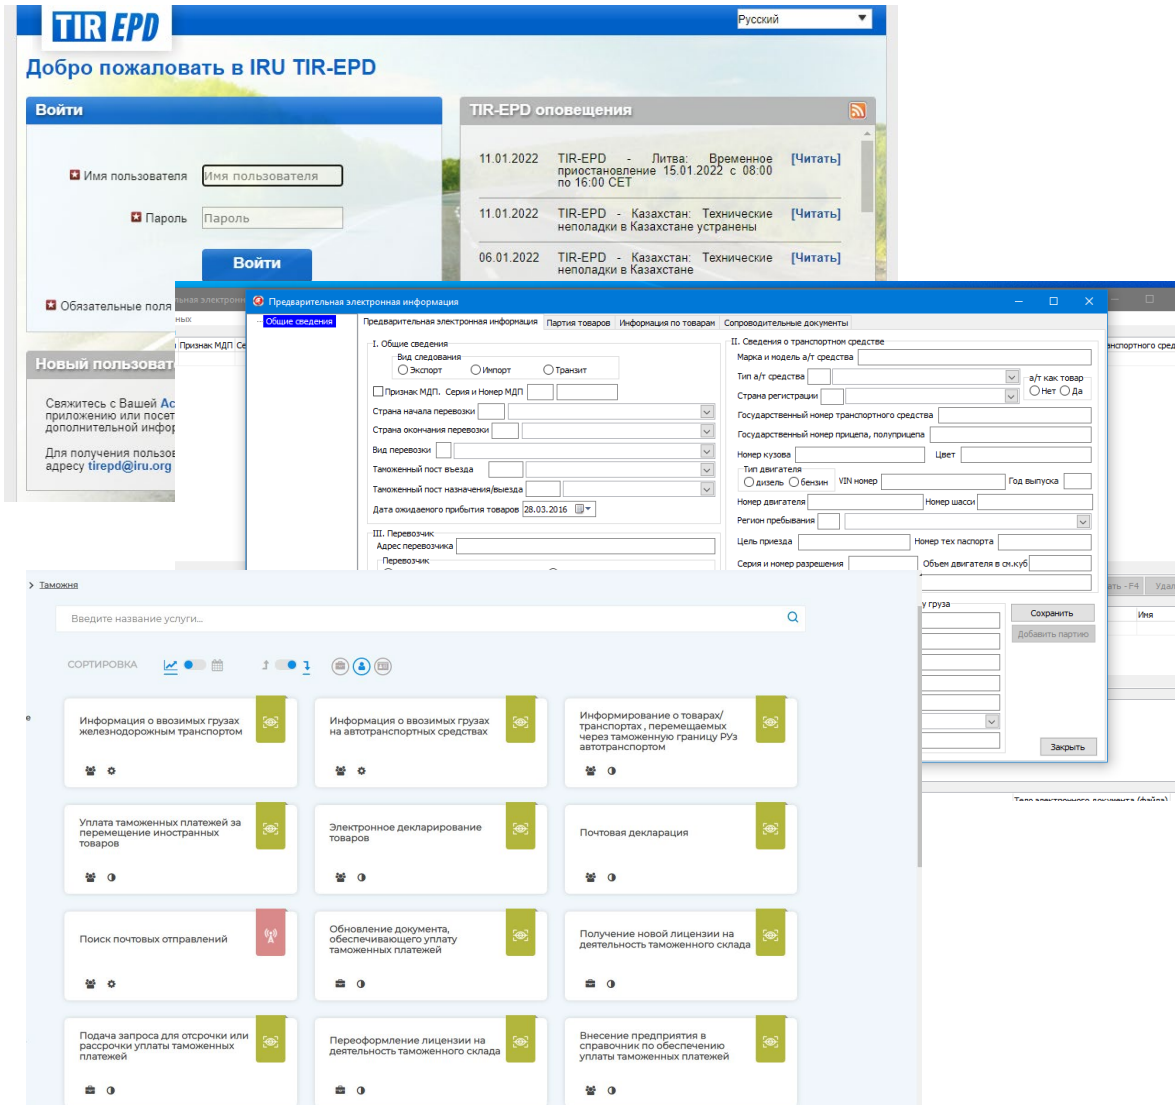 TIR EPD
Русский
Добро пожаловать в IRU TIR-EPD
Войти
Имя пользователя
Имя пользователя
Пароль
Пароль
Войти
Обязательные поля
TIR-EPD оповещения
11.01.2022 TIR-EPD - Литва: Временное [Читать]
приостановление 15.01.2022 с 08:00
по 16:00 CET
11.01.2022 TIR-EPD - Казахстан: Технические [Читать]
неполадки в Казахстане устранены
06.01.2022 TIR-EPD - Казахстан: Технические [Читать]
неполадки в Казахстане
Новый пользоват
Свяжитесь с Вашей Ас
приложению или посет
дополнительной инфор
Для получения пользов
адресу tirepd@iru.org
льная электрон
ных
Признак МДП Се
Предварительная электронная информация
Общие сведения
Предварительная электронная информация
Партия товаров
Информация по товарам
Сопроводительные документы
I. Общие сведения
Вид следования
Экспорт
Импорт
Транзит
Признак МДП. Серия и Номер МДП
Страна начала перевозки
Страна окончания перевозки
Вид перевозки
Таможенный пост въезда
Таможенный пост назначения/выезда
Дата ожидаемого прибытия товаров 28.03.2016
III. Перевозчик
Адрес перевозчика
Перевозчик
II. Сведения о транспортном средстве
Марка и модель а/т средства
Тип а/т средства
а/т как товар
Нет Да
Страна регистрации
Государственный номер транспортного средства
Государственный номер прицепа, полуприцепа
Номер кузова
Цвет
Тип двигателя
дизель бензин
VIN номер
Год выпуска
Номер двигателя
Номер шасси
Регион пребывания
Цель приезда
Номер тех паспорта
Серия и номер разрешения
Объем двигателя в см.куб
у груза
Сохранить
Добавить партию
Закрыть
анспортного сред
ать - F4 Удал
Имя
Тело электронного документа (файла)
> Таможня
Введите название услуги...
СОРТИРОВКА
е
Информация о ввозимых грузах
железнодорожным транспортом
Информация о ввозимых грузах
на автотранспортных средствах
Информирование о товарах/
транспортах , перемещаемых
через таможенную границу РУз
автотранспортом
Уплата таможенных платежей за
перемещение иностранных
товаров
Электронное декларирование
товаров
Почтовая декларация
Поиск почтовых отправлений
Обновление документа,
обеспечивающего уплату
таможенных платежей
Получение новой лицензии на
деятельность таможенного склада
Подача запроса для отсрочки или
рассрочки уплаты таможенных
платежей
Переоформление лицензии на
деятельность таможенного склада
Внесение предприятия в
справочник по обеспечению
уплаты таможенных платежей